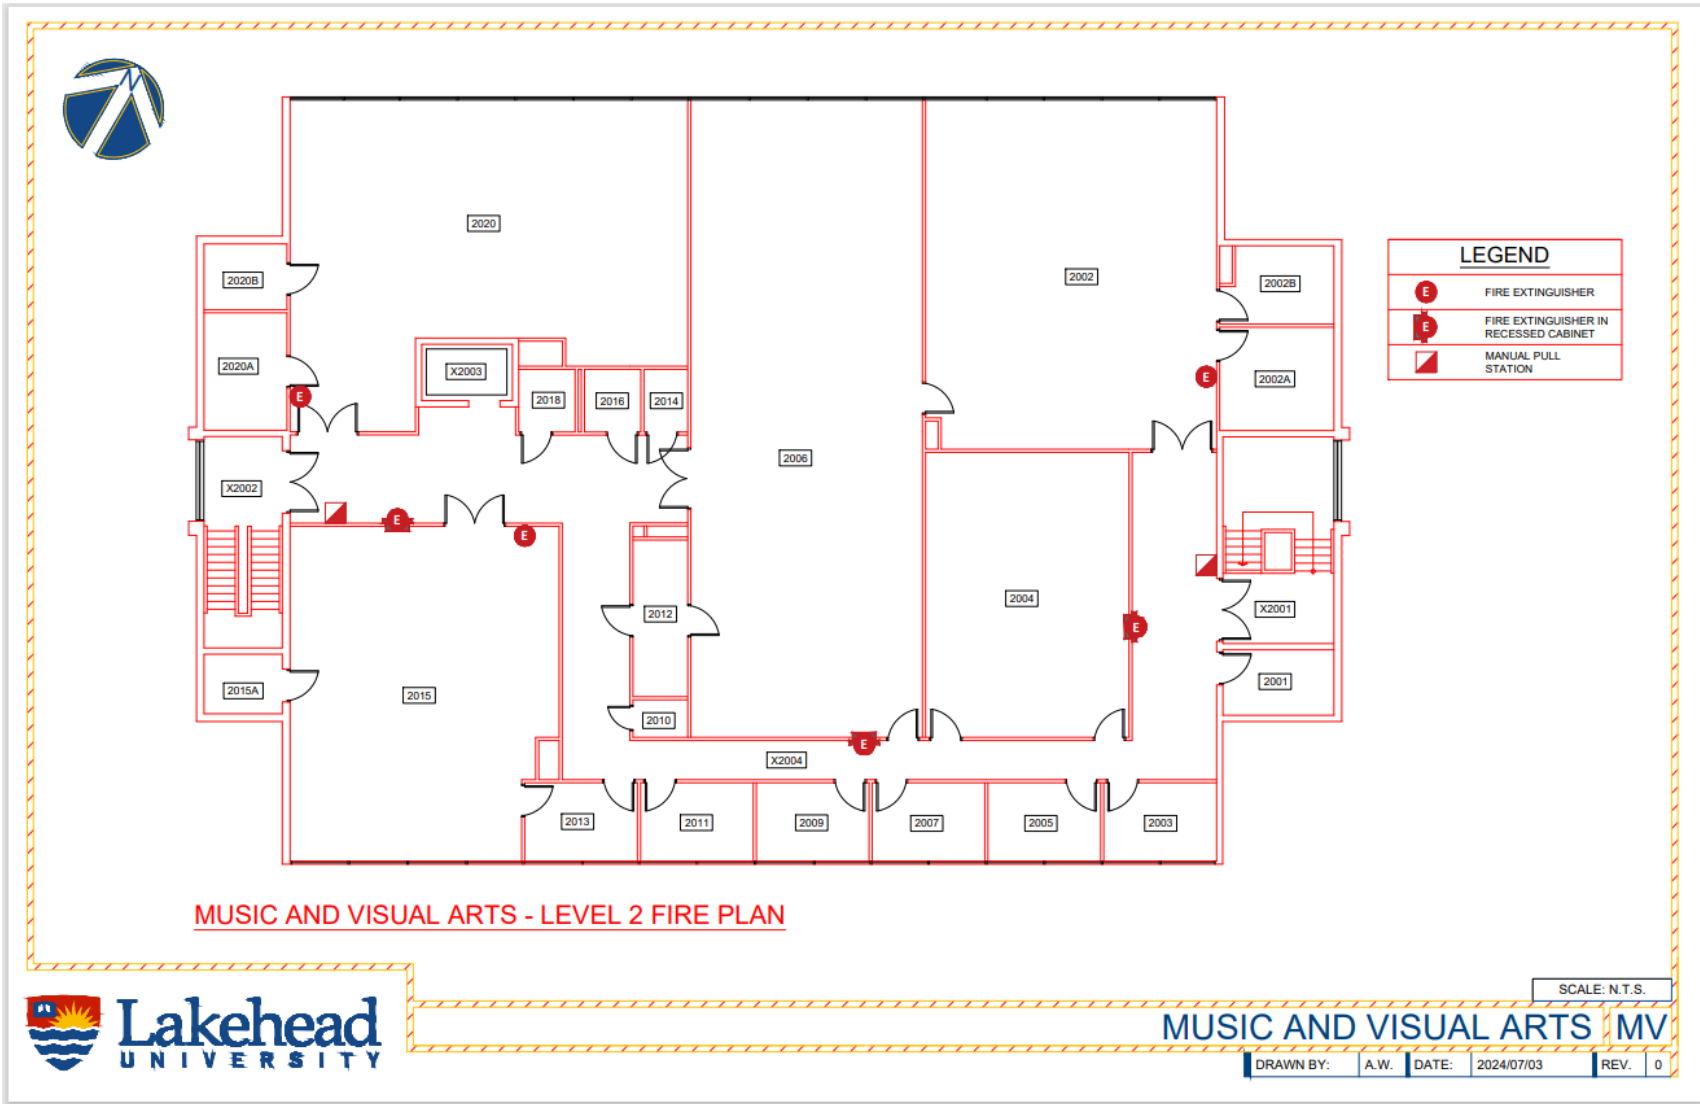 N
2020
2020B
2002
2002B
LEGEND
E FIRE EXTINGUISHER
E FIRE EXTINGUISHER IN
RECESSED CABINET
MANUAL PULL
STATION
2020A
X2003
2002A
E
E
2018
2016
2014
2006
X2002
E
E
2004
X2001
2012
E
2001
2015A
2015
2010
E
X2004
2013
2011
2009
2007
2005
2003
MUSIC AND VISUAL ARTS - LEVEL 2 FIRE PLAN
SCALE: N.T.S.
Lakehead
UNIVERSITY
MUSIC AND VISUAL ARTS MV
DRAWN BY: A.W. DATE: 2024/07/03 REV. 0